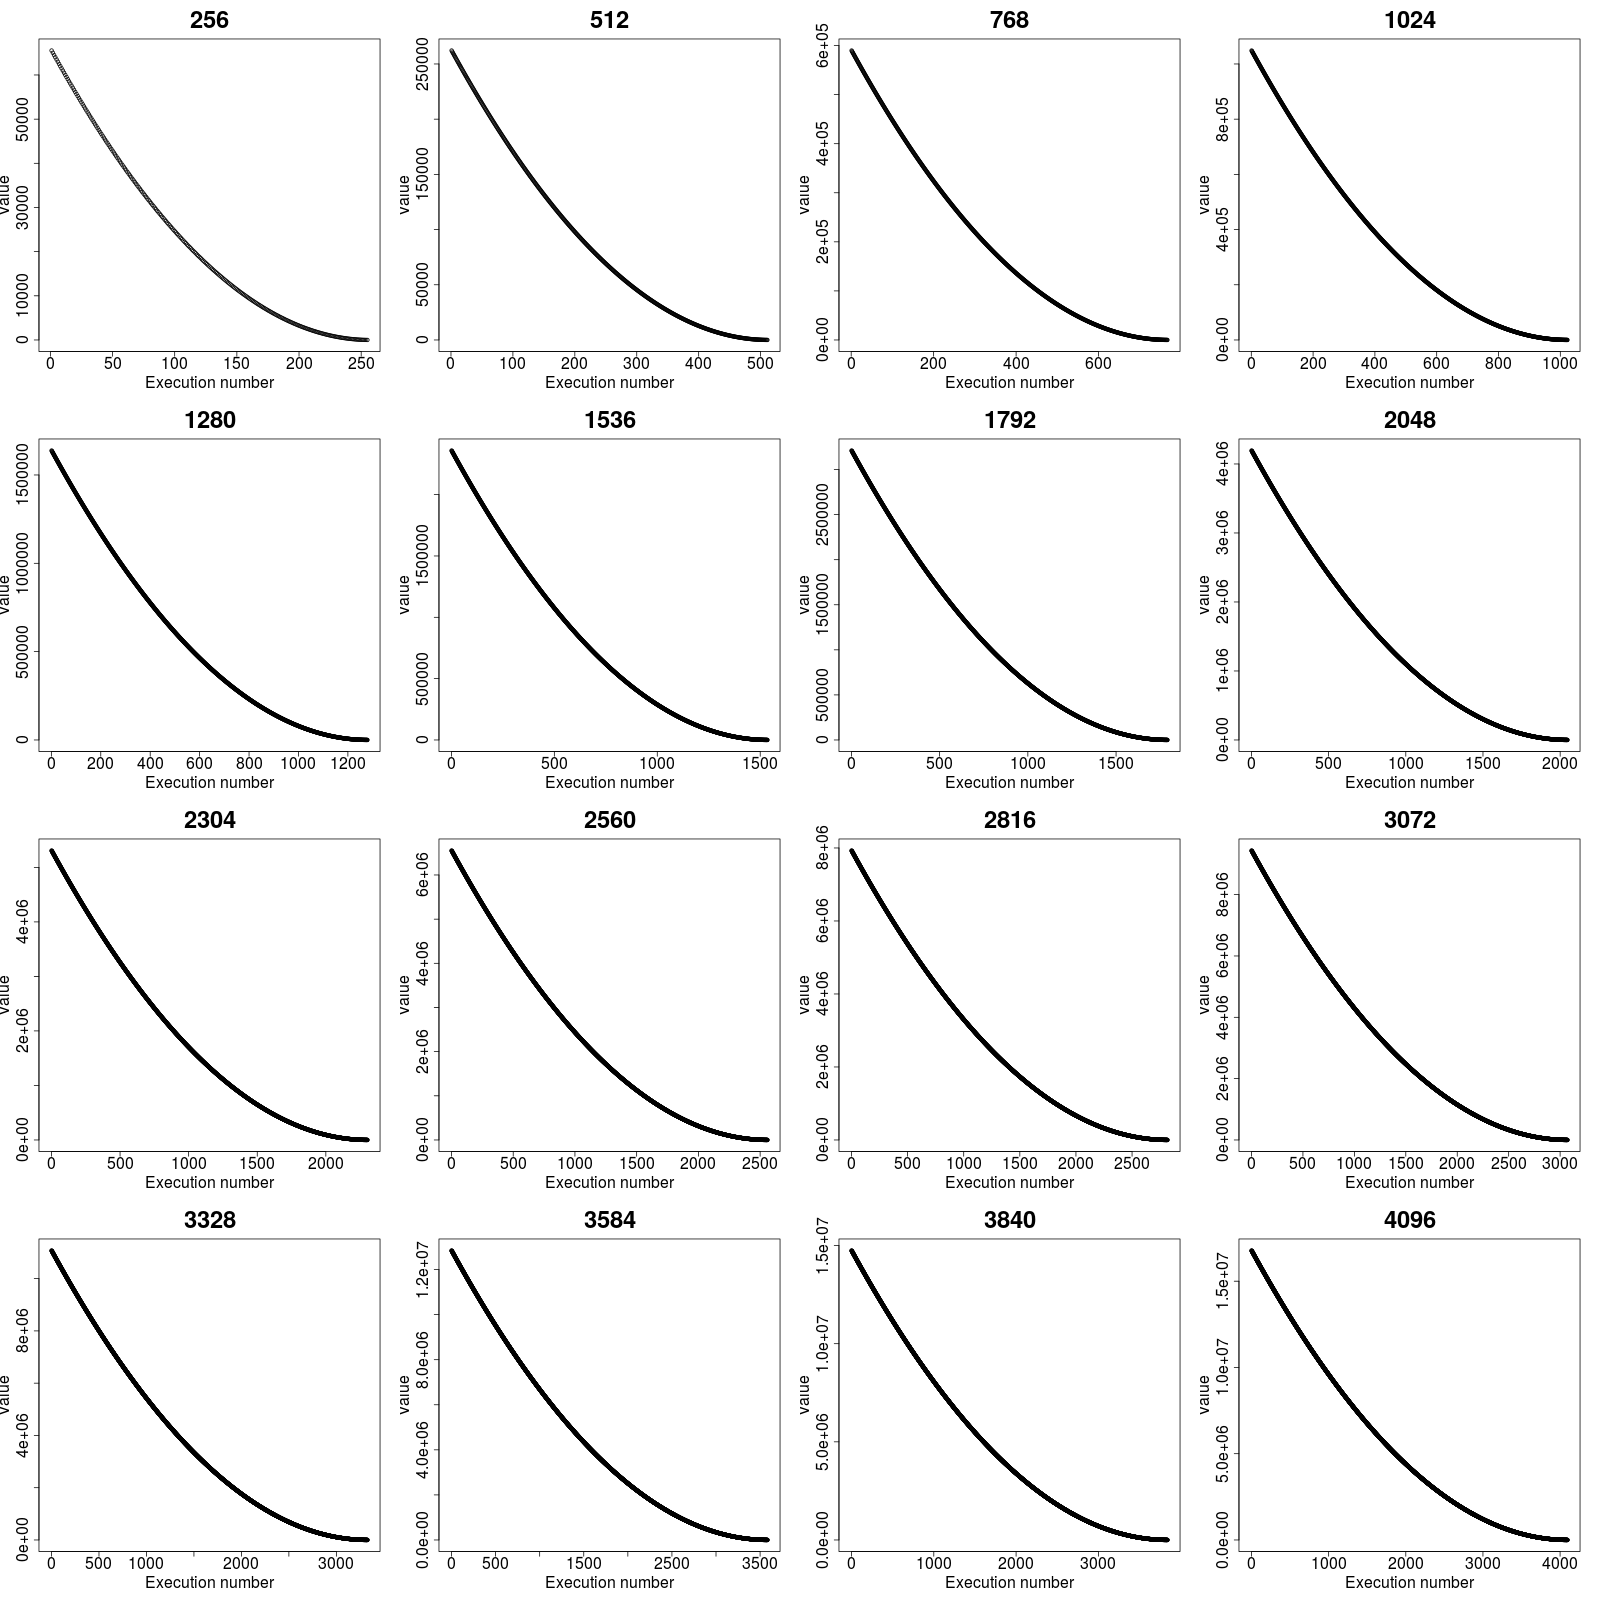 256
512
768
1024
value
0 10000 30000 50000
0 50 100 150 200 250
Execution number
value
0 50000 150000 250000
0 100 200 300 400 500
Execution number
value
0e+00 2e+05 4e+05 6e+05
0 200 400 600
Execution number
value
0e+00 4e+05 8e+05
0 200 400 600 800 1000
Execution number
1280
1536
1792
2048
value
0 500000 1000000 1500000
0 200 400 600 800 1000 1200
Execution number
value
0 500000 1500000
0 500 1000 1500
Execution number
value
0 500000 1500000 2500000
0 500 1000 1500
Execution number
value
0e+00 1e+06 2e+06 3e+06 4e+06
0 500 1000 1500 2000
Execution number
2304
2560
2816
3072
value
0e+00 2e+06 4e+06
0 500 1000 1500 2000
Execution number
value
0e+00 2e+06 4e+06 6e+06
0 500 1000 1500 2000 2500
Execution number
value
0e+00 2e+06 4e+06 6e+06 8e+06
0 500 1000 1500 2000 2500
Execution number
value
0e+00 2e+06 4e+06 6e+06 8e+06
0 500 1000 1500 2000 2500 3000
Execution number
3328
3584
3840
4096
value
0e+00 4e+06 8e+06
0 500 1000 2000 3000
Execution number
value
0.0e+00 4.0e+06 8.0e+06 1.2e+07
0 500 1500 2500 3500
Execution number
value
0.0e+00 5.0e+06 1.0e+07 1.5e+07
0 1000 2000 3000
Execution number
value
0.0e+00 5.0e+06 1.0e+07 1.5e+07
0 1000 2000 3000 4000
Execution number